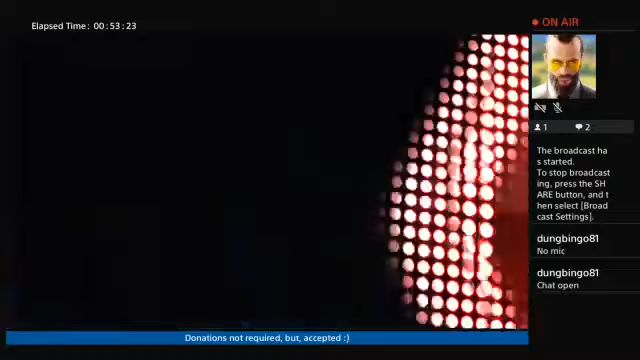 Elapsed Time: 00:53:23
ON AIR
1
2
The broadcast ha
s started.
To stop broadcast
ing, press the SH
ARE button, and t
hen select [Broad
cast Settings].
dungbingo81
No mic
dungbingo81
Chat open
Donations not required, but, accepted :)